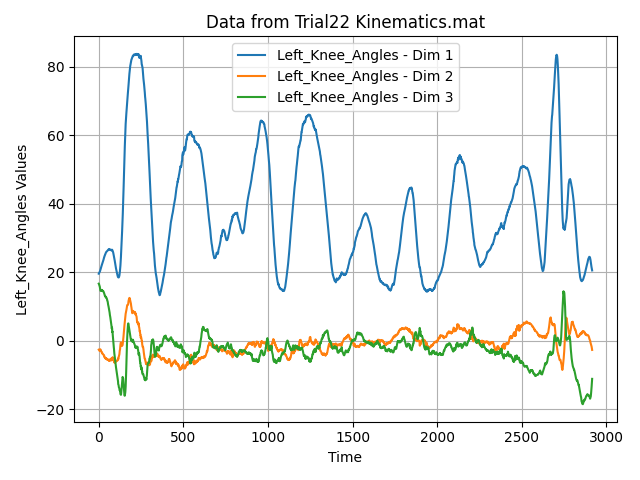 Data from Trial22 Kinematics.mat
Left_Knee_Angles - Dim 1
Left_Knee_Angles - Dim 2
Left_Knee_Angles - Dim 3
Left_Knee_Angles Values
80
60
40
20
0
−20
0 500 1000 1500 2000 2500 3000
Time